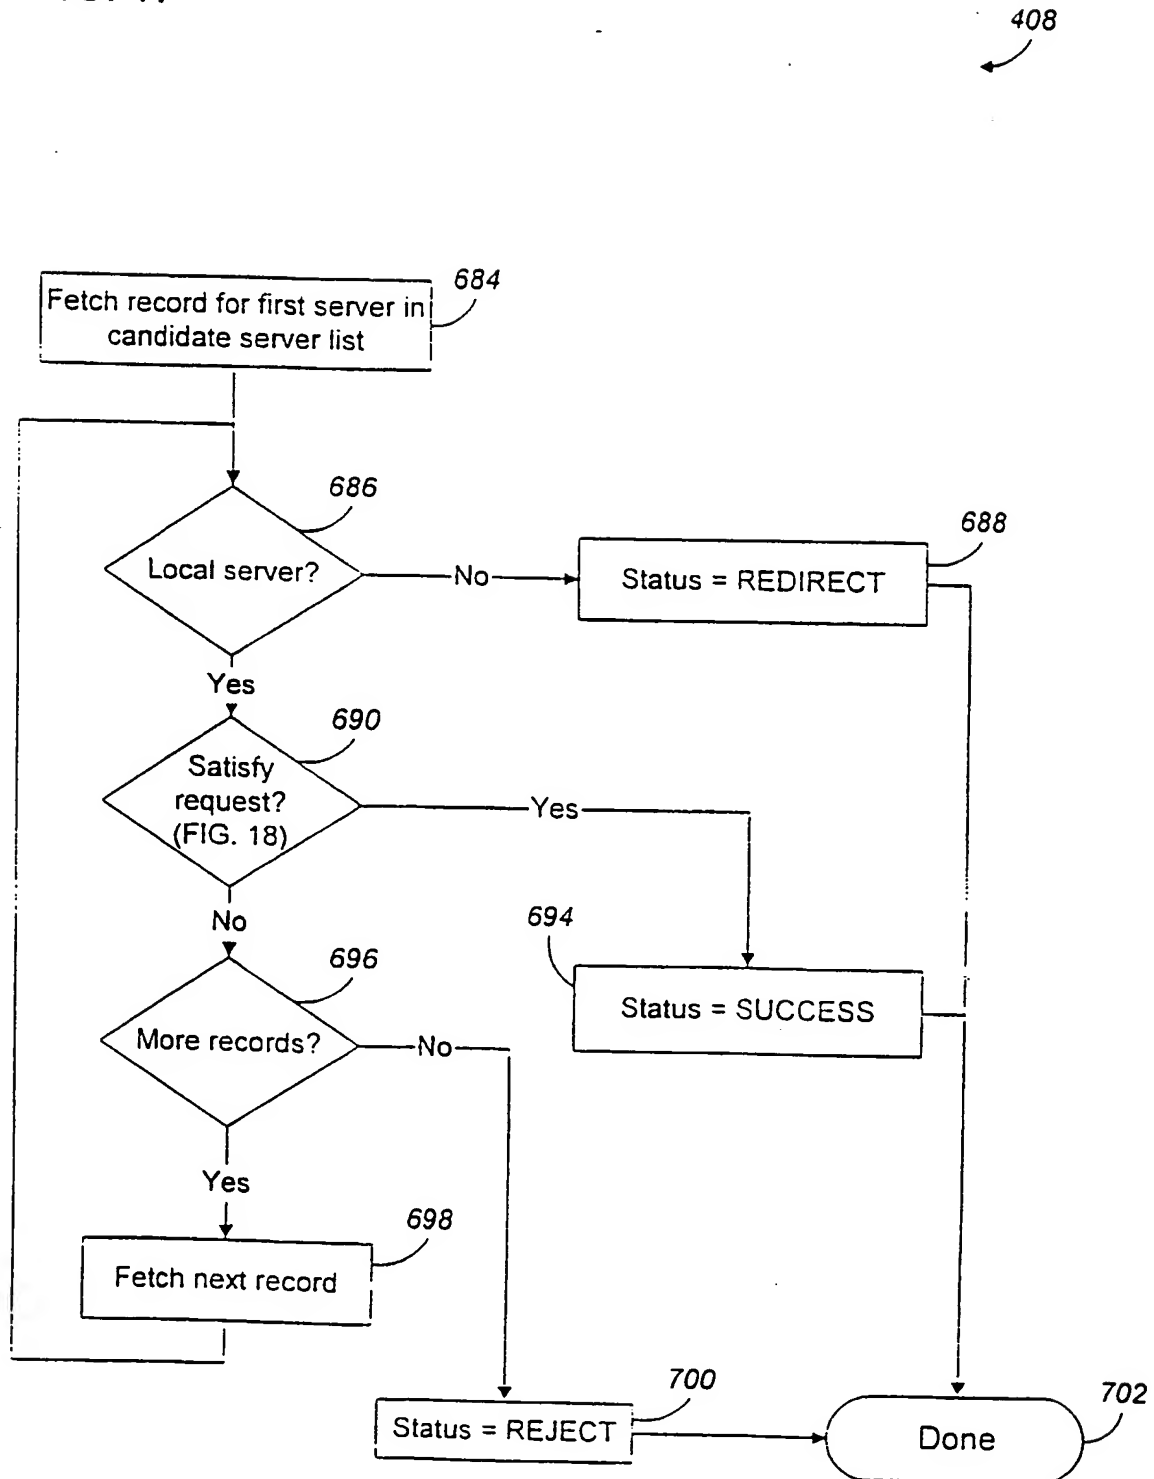 408
684
Fetch record for first server in
candidate server list
686
Local server?
No
688
Status = REDIRECT
Yes
690
Satisfy
request?
(FIG. 18)
Yes
No
694
Status = SUCCESS
696
More records?
No
Yes
698
Fetch next record
700
Status = REJECT
702
Done